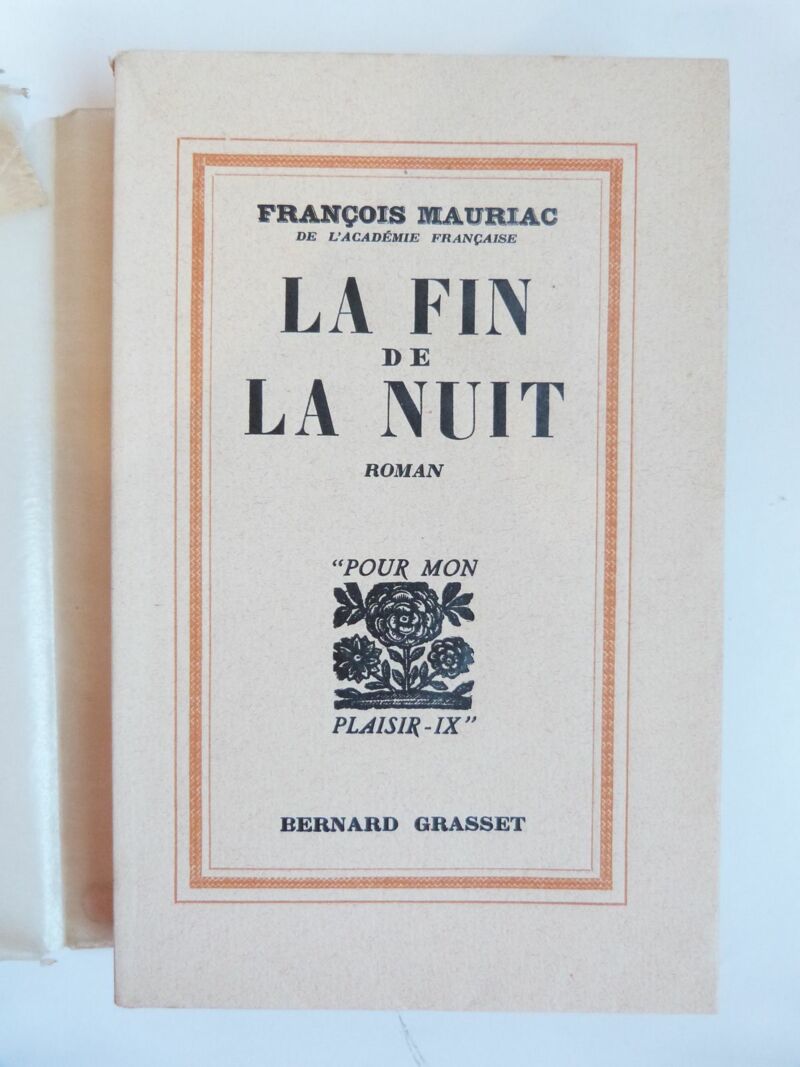 FRANÇOIS MAURIAC
DE L'ACADÉMIE FRANÇAISE
LA FIN
DE
LA NUIT
ROMAN
"POUR MON
PLAISIR-IX"
BERNARD GRASSET